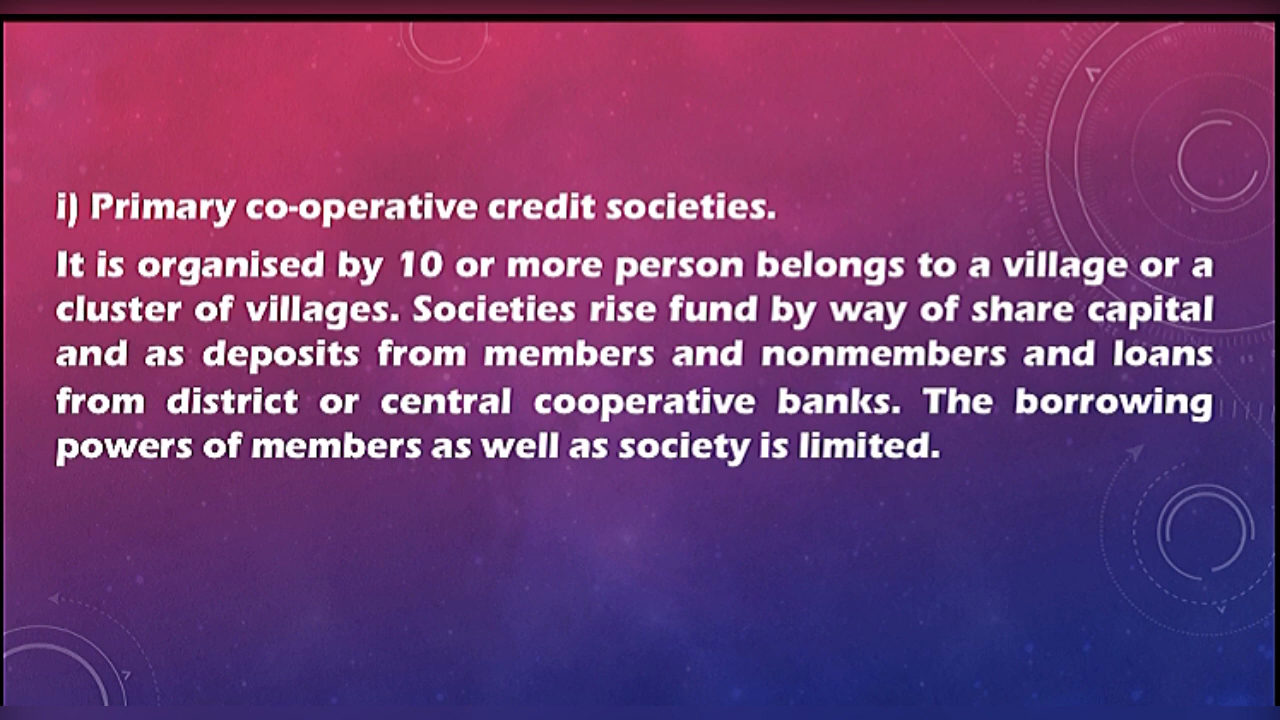 i) Primary co-operative credit societies.
It is organised by 10 or more person belongs to a village or a
cluster of villages. Societies rise fund by way of share capital
and as deposits from members and nonmembers and loans
from district or central cooperative banks. The borrowing
powers of members as well as society is limited.